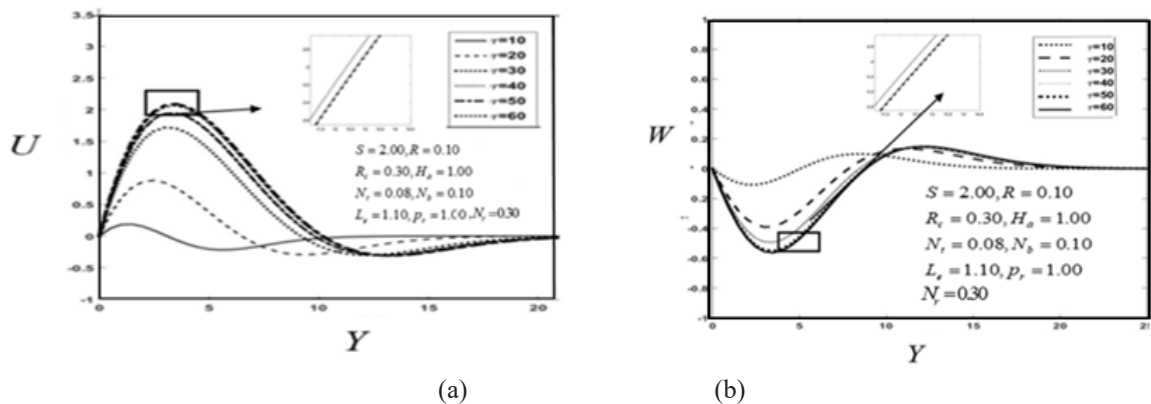 3.5
3
2.5
2
1.5
1
0.5
0
-0.5
-1
U
0 5 10 15 20
Y
τ=10
τ=20
τ=30
τ=40
τ=50
τ=60
S = 2.00, R = 0.10
R_c = 0.30, H_a = 1.00
N_t = 0.08, N_b = 0.10
L_e = 1.10, p_r = 1.00, N_r = 0.30
(a)
1
0.8
0.6
0.4
0.2
0
-0.2
-0.4
-0.6
-0.8
-1
W
0 5 10 15 20 25
Y
τ=10
τ=20
τ=30
τ=40
τ=50
τ=60
S = 2.00, R = 0.10
R_c = 0.30, H_a = 1.00
N_t = 0.08, N_b = 0.10
L_e = 1.10, p_r = 1.00
N_r = 0.30
(b)